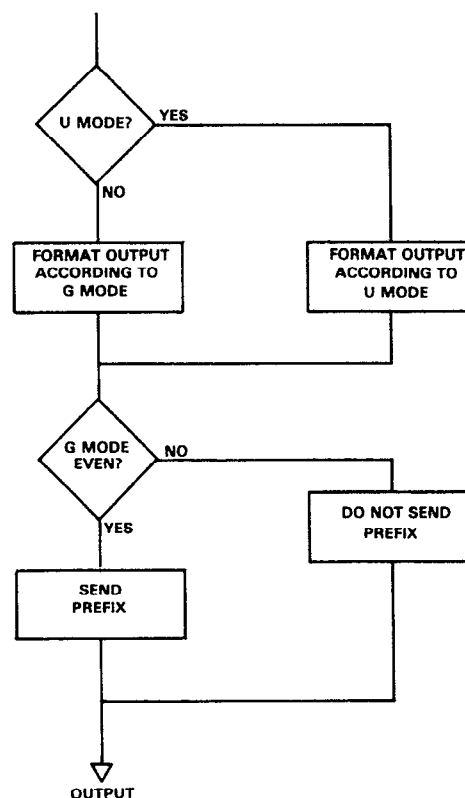 U MODE?
YES
NO
FORMAT OUTPUT
ACCORDING TO
G MODE
FORMAT OUTPUT
ACCORDING TO
U MODE
G MODE
EVEN?
NO
YES
DO NOT SEND
PREFIX
SEND
PREFIX
OUTPUT